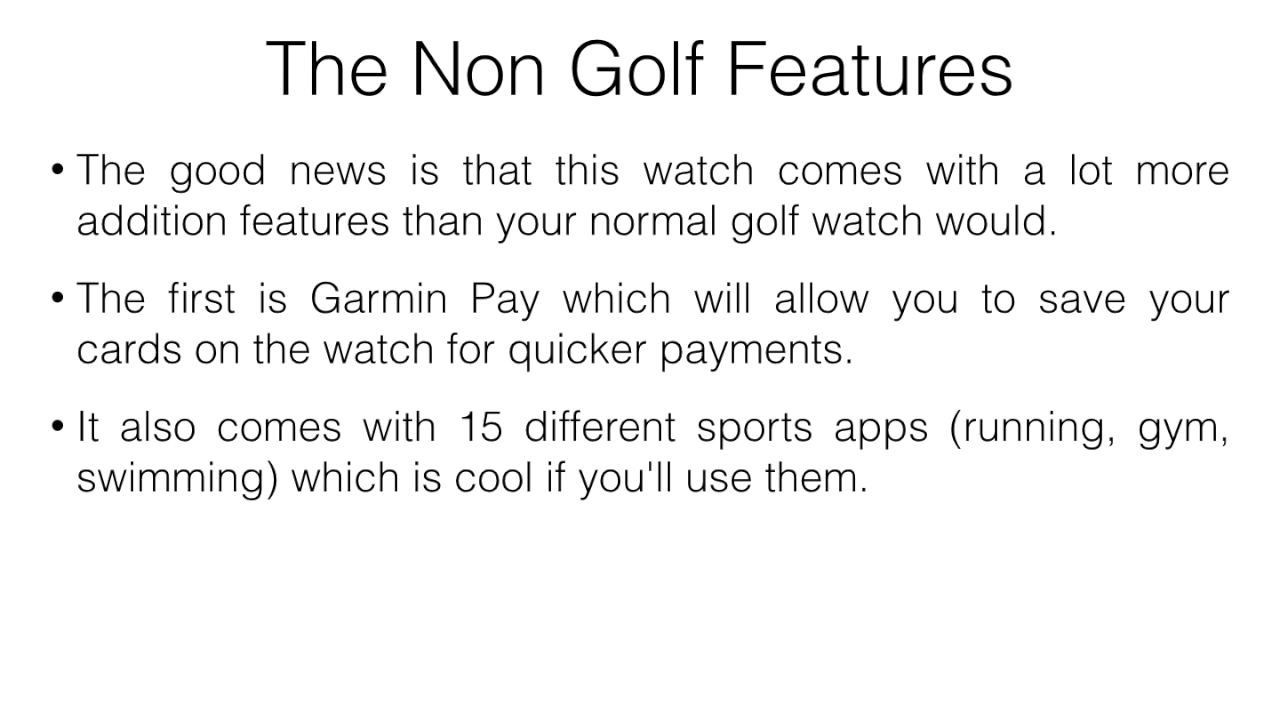 The Non Golf Features
• The good news is that this watch comes with a lot more
addition features than your normal golf watch would.
• The first is Garmin Pay which will allow you to save your
cards on the watch for quicker payments.
• It also comes with 15 different sports apps (running, gym,
swimming) which is cool if you'll use them.